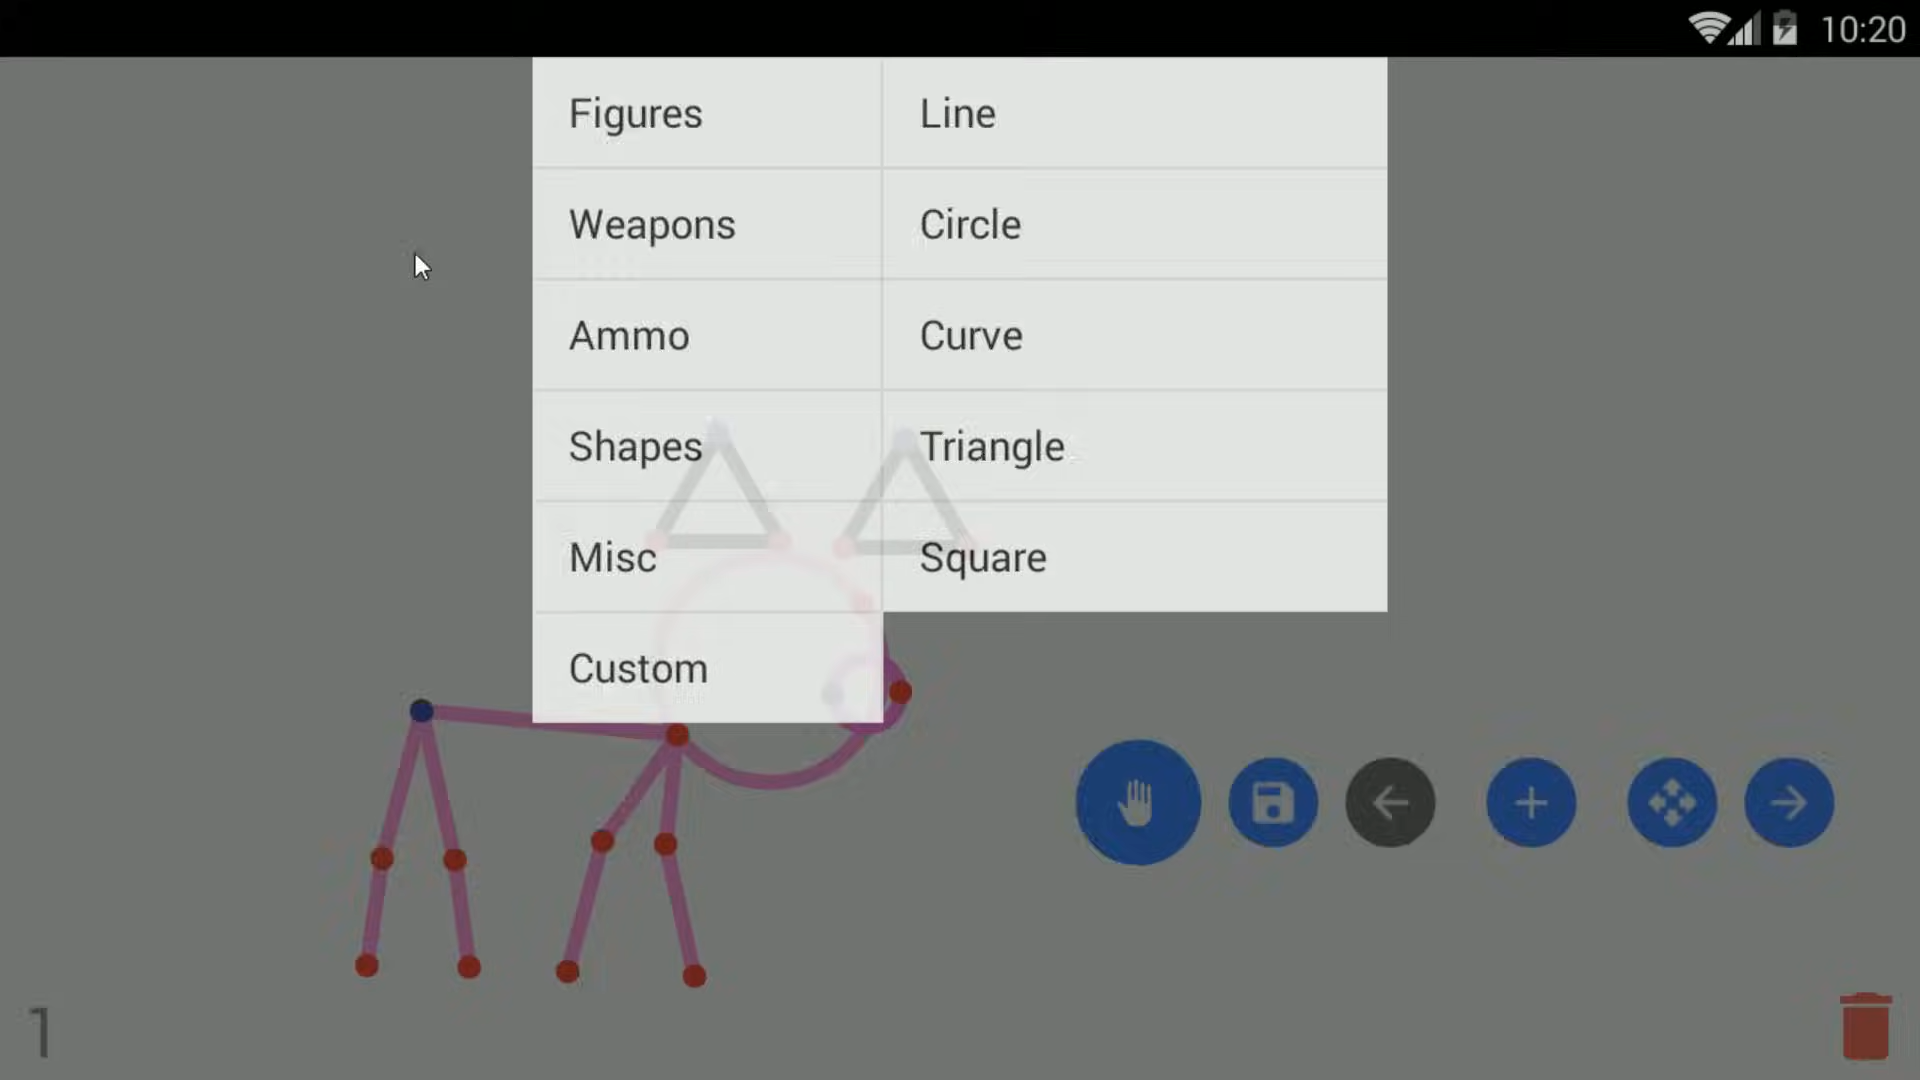 10:20
Figures
Line
Weapons
Circle
Ammo
Curve
Shapes
Triangle
Misc
Square
Custom
1